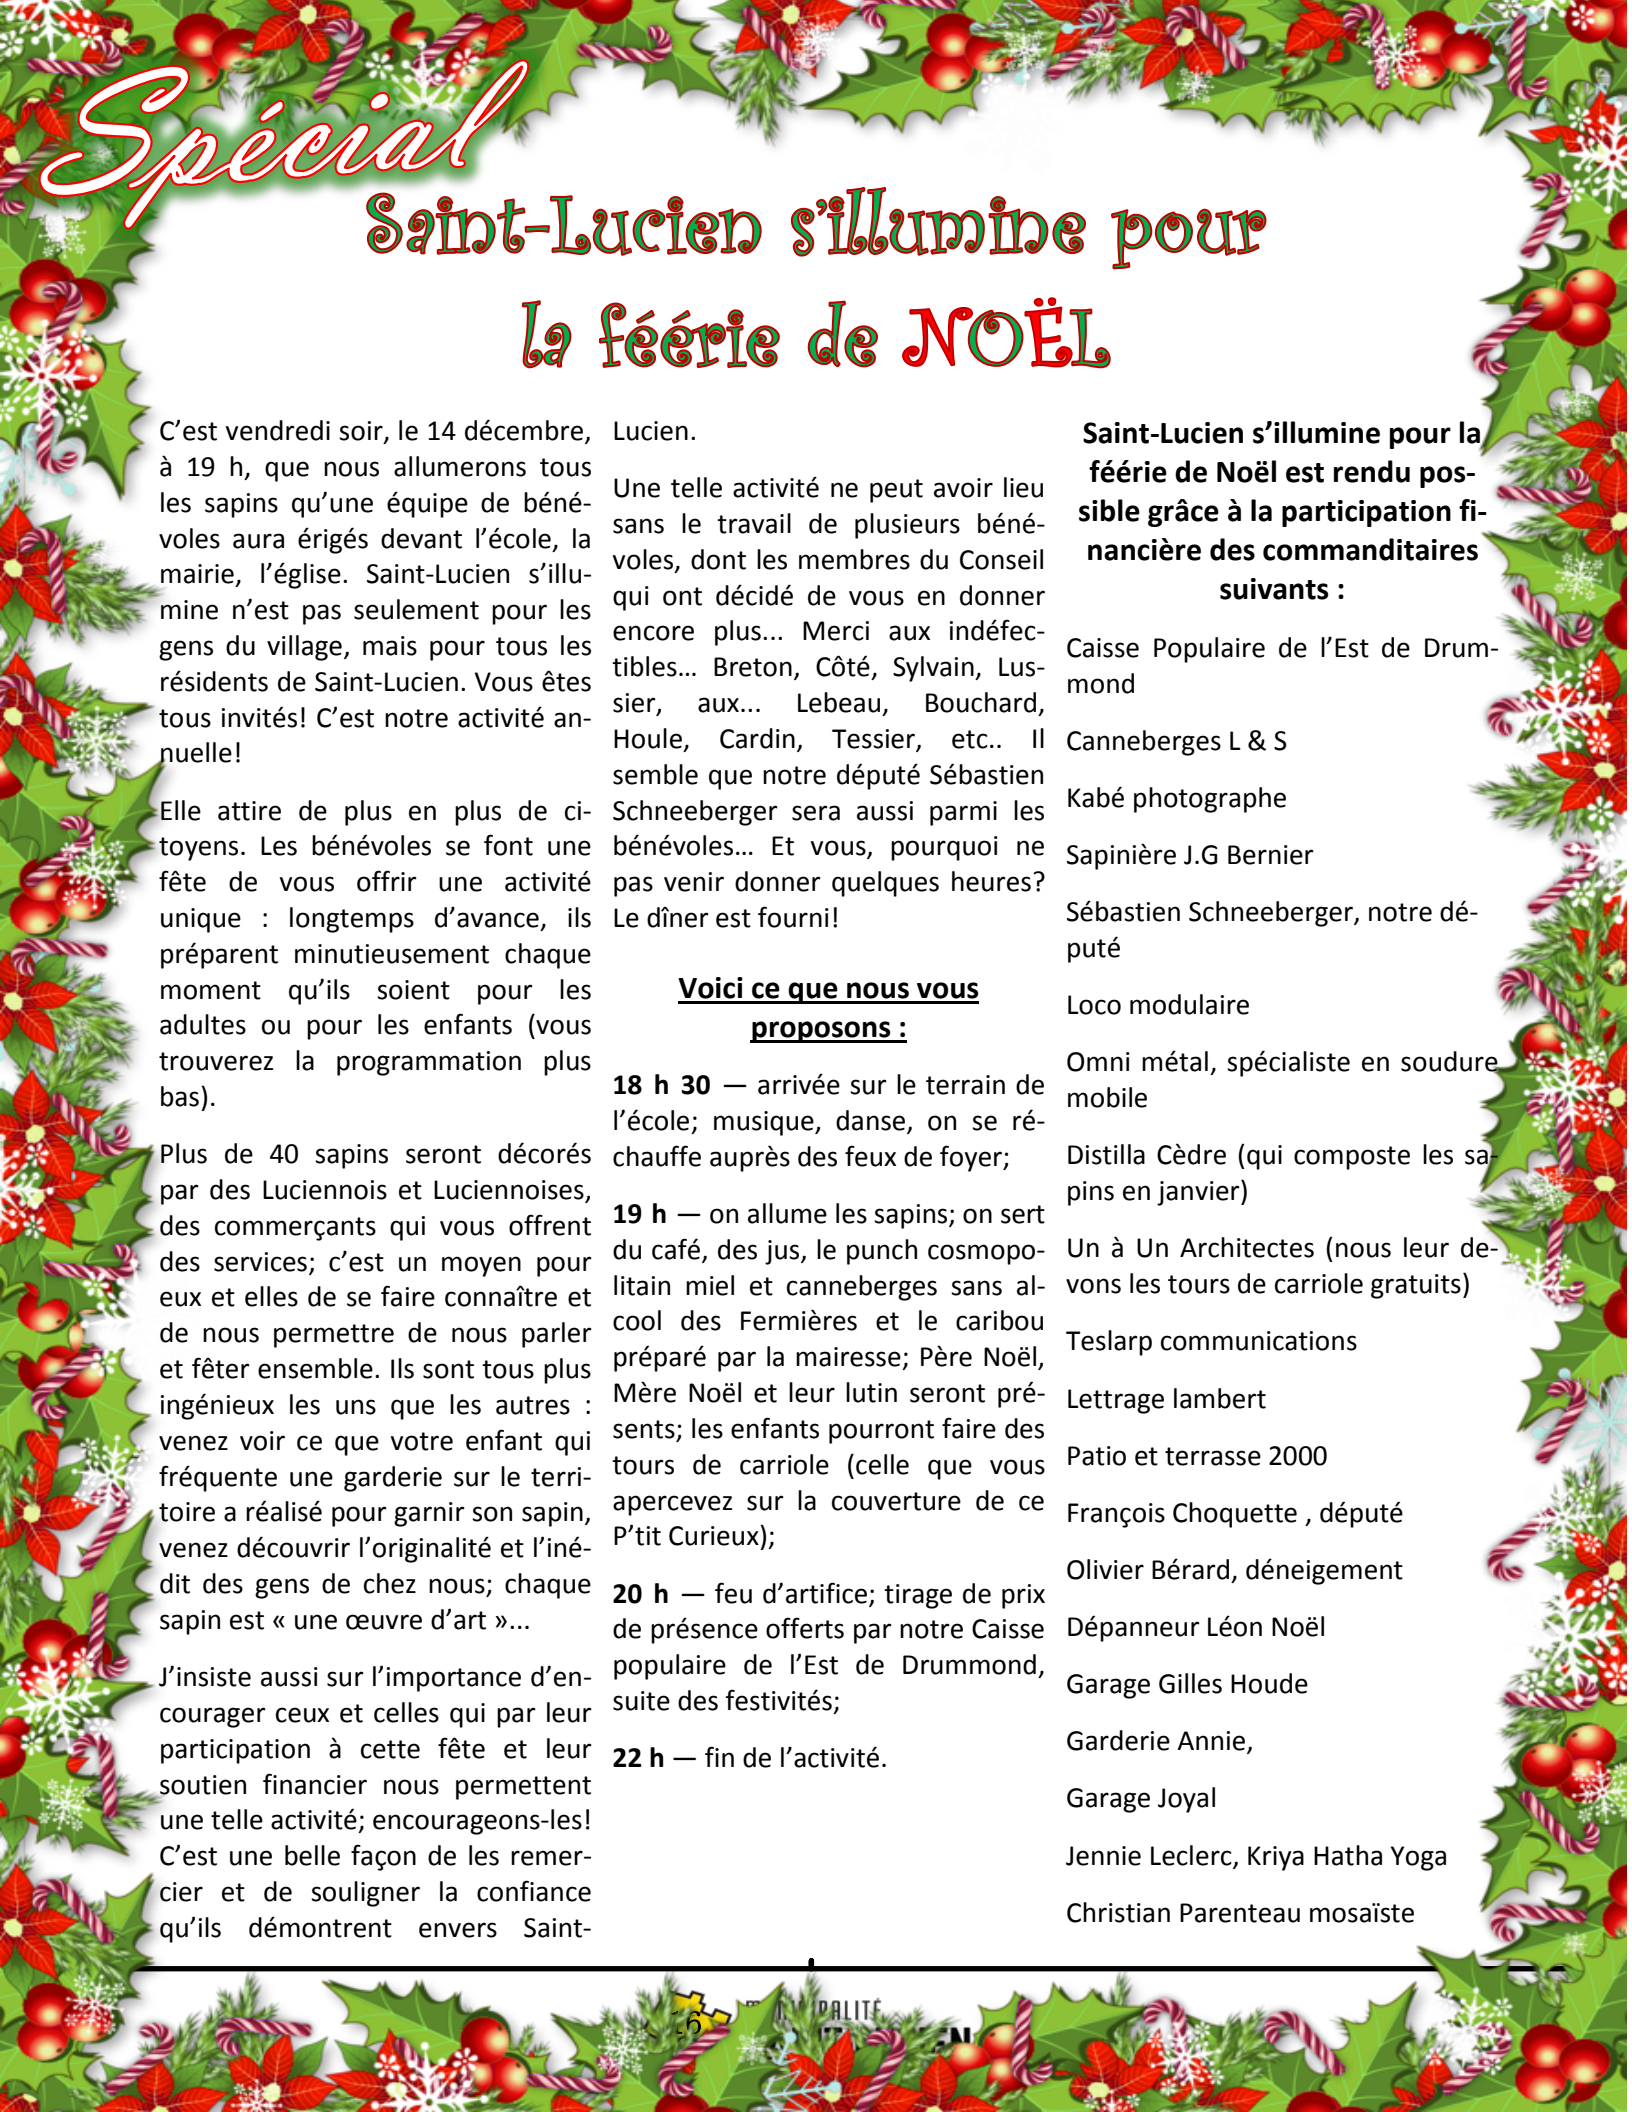 Spécial
Saint-Lucien s'illumine pour
la féérie de NOËL
C'est vendredi soir, le 14 décembre,
à 19 h, que nous allumerons tous
les sapins qu'une équipe de béné-
voles aura érigés devant l'école, la
mairie, l'église. Saint-Lucien s'illu-
mine n'est pas seulement pour les
gens du village, mais pour tous les
résidents de Saint-Lucien. Vous êtes
tous invités! C'est notre activité an-
nuelle!
Elle attire de plus en plus de ci-
toyens. Les bénévoles se font une
fête de vous offrir une activité
unique : longtemps d'avance, ils
préparent minutieusement chaque
moment qu'ils soient pour les
adultes ou pour les enfants (vous
trouverez la programmation plus
bas).
Plus de 40 sapins seront décorés
par des Luciennois et Luciennoises,
des commerçants qui vous offrent
des services; c'est un moyen pour
eux et elles de se faire connaître et
de nous permettre de nous parler
et fêter ensemble. Ils sont tous plus
ingénieux les uns que les autres :
venez voir ce que votre enfant qui
fréquente une garderie sur le terri-
toire a réalisé pour garnir son sapin,
venez découvrir l'originalité et l'iné-
dit des gens de chez nous; chaque
sapin est « une œuvre d'art »...
J'insiste aussi sur l'importance d'en-
courager ceux et celles qui par leur
participation à cette fête et leur
soutien financier nous permettent
une telle activité; encourageons-les!
C'est une belle façon de les remer-
cier et de souligner la confiance
qu'ils démontrent envers Saint-
Lucien.
Une telle activité ne peut avoir lieu
sans le travail de plusieurs béné-
voles, dont les membres du Conseil
qui ont décidé de vous en donner
encore plus... Merci aux indéfec-
tibles... Breton, Côté, Sylvain, Lus-
sier, aux... Lebeau, Bouchard,
Houle, Cardin, Tessier, etc.. Il
semble que notre député Sébastien
Schneeberger sera aussi parmi les
bénévoles... Et vous, pourquoi ne
pas venir donner quelques heures?
Le dîner est fourni!
Voici ce que nous vous
proposons :
18 h 30 — arrivée sur le terrain de
l'école; musique, danse, on se ré-
chauffe auprès des feux de foyer;
19 h — on allume les sapins; on sert
du café, des jus, le punch cosmopo-
litain miel et canneberges sans al-
cool des Fermières et le caribou
préparé par la mairesse; Père Noël,
Mère Noël et leur lutin seront pré-
sents; les enfants pourront faire des
tours de carriole (celle que vous
apercevez sur la couverture de ce
P'tit Curieux);
20 h — feu d'artifice; tirage de prix
de présence offerts par notre Caisse
populaire de l'Est de Drummond,
suite des festivités;
22 h — fin de l'activité.
Saint-Lucien s'illumine pour la
féérie de Noël est rendu pos-
sible grâce à la participation fi-
nancière des commanditaires
suivants :
Caisse Populaire de l'Est de Drum-
mond
Canneberges L & S
Kabé photographe
Sapinière J.G Bernier
Sébastien Schneeberger, notre dé-
puté
Loco modulaire
Omni métal, spécialiste en soudure
mobile
Distilla Cèdre (qui composte les sa-
pins en janvier)
Un à Un Architectes (nous leur de-
vons les tours de carriole gratuits)
Teslarp communications
Lettrage lambert
Patio et terrasse 2000
François Choquette , député
Olivier Bérard, déneigement
Dépanneur Léon Noël
Garage Gilles Houde
Garderie Annie,
Garage Joyal
Jennie Leclerc, Kriya Hatha Yoga
Christian Parenteau mosaïste
16